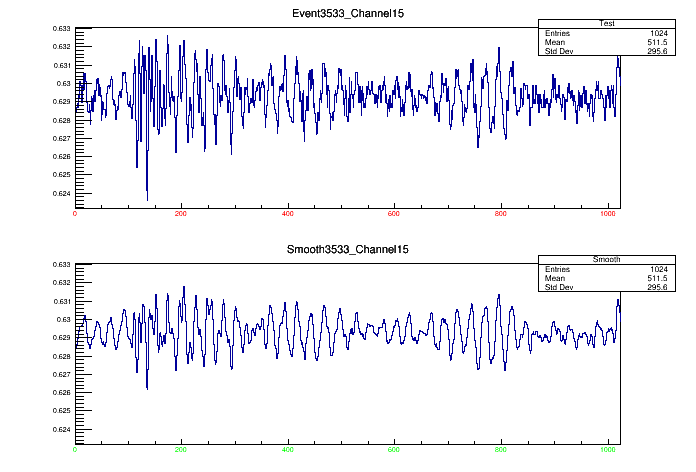 Event3533_Channel15
Test
Entries 1024
Mean 511.5
Std Dev 295.6
0.633
0.632
0.631
0.63
0.629
0.628
0.627
0.626
0.625
0.624
0 200 400 600 800 1000
Smooth3533_Channel15
Smooth
Entries 1024
Mean 511.5
Std Dev 295.6
0.633
0.632
0.631
0.63
0.629
0.628
0.627
0.626
0.625
0.624
0 200 400 600 800 1000